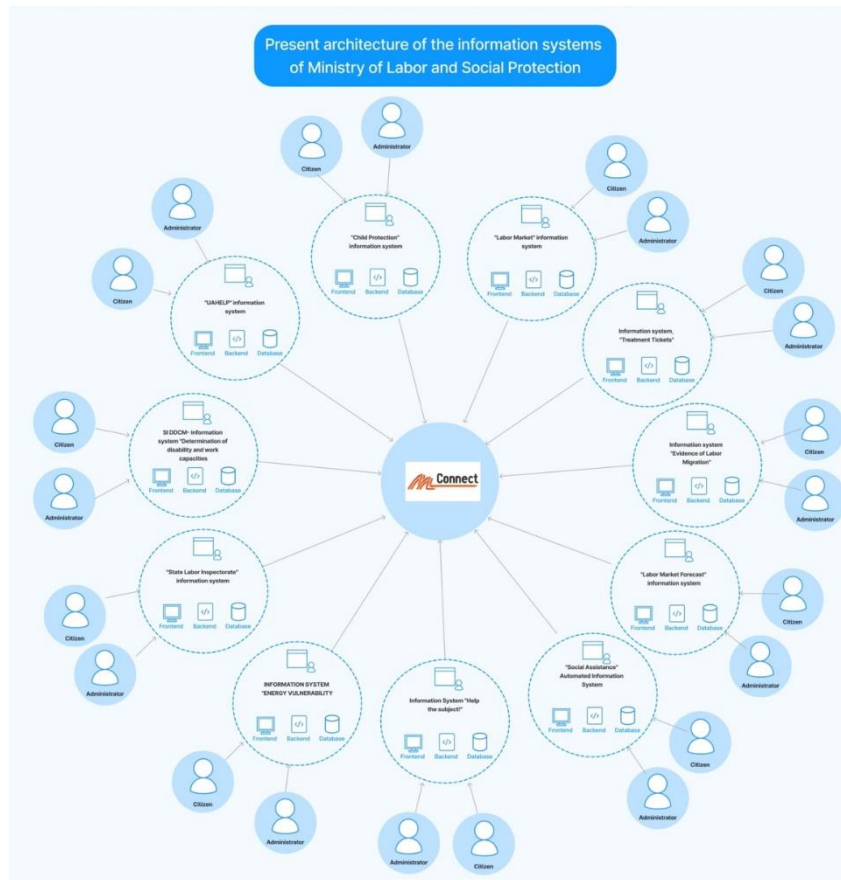 Present architecture of the information systems
of Ministry of Labor and Social Protection
Citizen
Administrator
"Child Protection"
information system
Frontend Backend Database
Citizen
Administrator
"Labor Market" information
system
Frontend Backend Database
Administrator
Citizen
"UAHELP" information
system
Frontend Backend Database
Citizen
Administrator
Information system,
"Treatment Tickets"
Frontend Backend Database
Citizen
Administrator
SI DDCM- Information
system "Determination of
disability and work
capacities
Frontend Backend Database
Connect
Information system
"Evidence of Labor
Migration"
Frontend Backend Database
Citizen
Administrator
"State Labor Inspectorate"
information system
Frontend Backend Database
Citizen
Administrator
"Labor Market Forecast"
information system
Frontend Backend Database
Citizen
Administrator
INFORMATION SYSTEM
"ENERGY VULNERABILITY
Frontend Backend Database
Citizen
Administrator
Information System "Help
the subject!"
Frontend Backend Database
Administrator
Citizen
"Social Assistance"
Automated Information
System
Frontend Backend Database
Citizen
Administrator